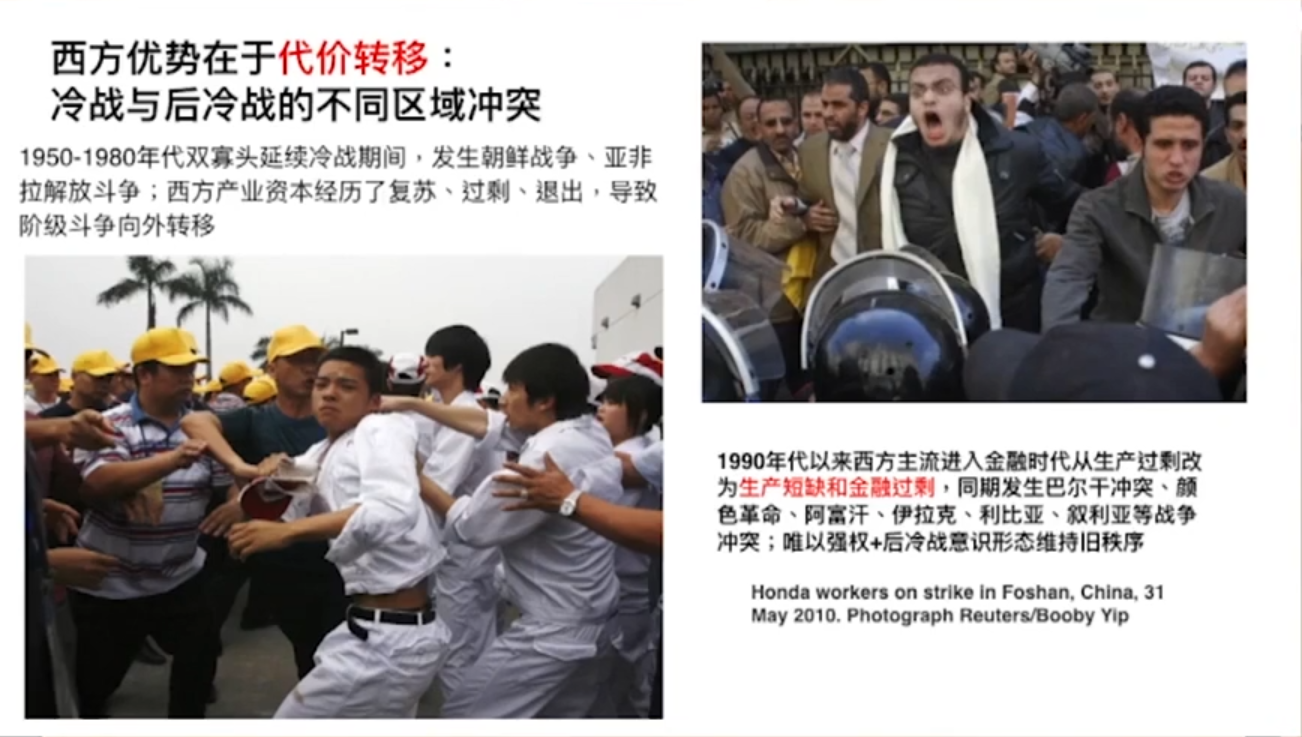 西方优势在于代价转移：
冷战与后冷战的不同区域冲突
1950-1980年代双寡头延续冷战期间，发生朝鲜战争、亚非
拉解放斗争；西方产业资本经历了复苏、过剩、退出，导致
阶级斗争向外转移
1990年代以来西方主流进入金融时代从生产过剩改
为生产短缺和金融过剩，同期发生巴尔干冲突、颜
色革命、阿富汗、伊拉克、利比亚、叙利亚等战争
冲突；唯以强权+后冷战意识形态维持旧秩序
Honda workers on strike in Foshan, China, 31
May 2010. Photograph Reuters/Booby Yip